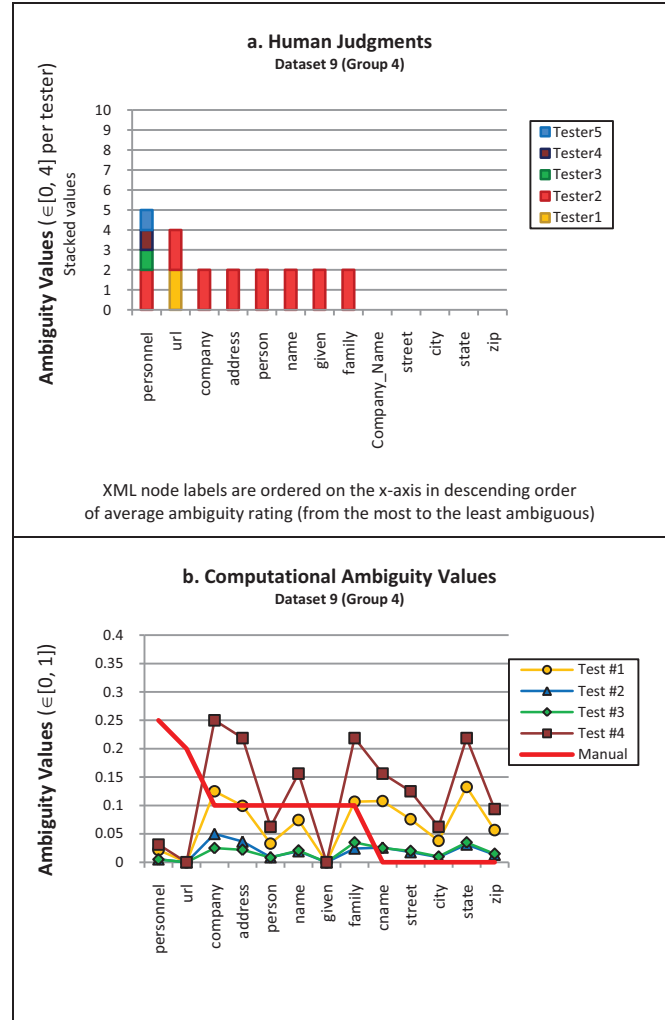 a. Human Judgments
Dataset 9 (Group 4)
Ambiguity Values (∈[0, 4] per tester)
Stacked values
10
9
8
7
6
5
4
3
2
1
0
personnel
url
company
address
person
name
given
family
Company_Name
street
city
state
zip
Tester5
Tester4
Tester3
Tester2
Tester1
XML node labels are ordered on the x-axis in descending order
of average ambiguity rating (from the most to the least ambiguous)
b. Computational Ambiguity Values
Dataset 9 (Group 4)
Ambiguity Values (∈[0, 1])
0.4
0.35
0.3
0.25
0.2
0.15
0.1
0.05
0
personnel
url
company
address
person
name
given
family
cname
street
city
state
zip
Test #1
Test #2
Test #3
Test #4
Manual